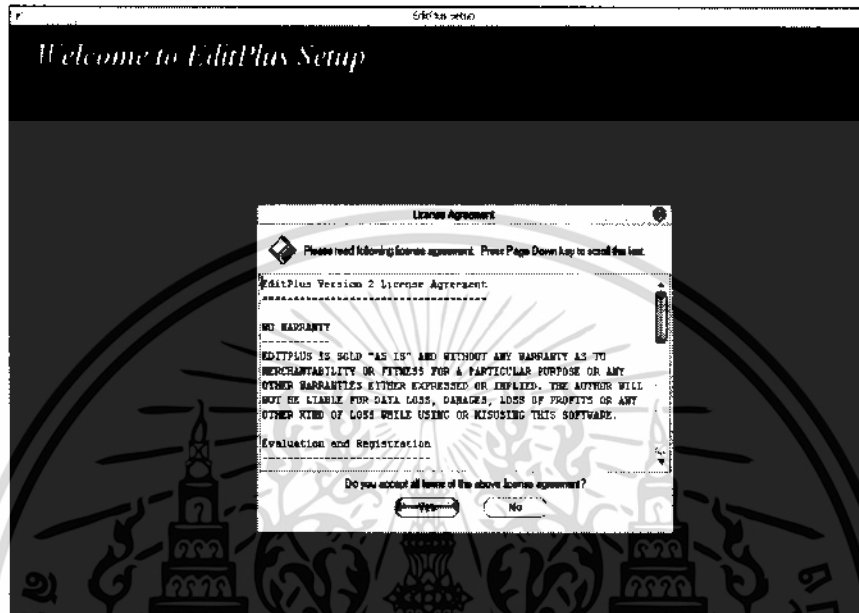 EditPlus setup
Welcome to EditPlus Setup
License Agreement
Please read following license agreement. Press Page Down key to scroll the text.
EditPlus Version 2 License Agreement
------------------------------------
NO WARRANTY
-----------
EDITPLUS IS SOLD "AS IS" AND WITHOUT ANY WARRANTY AS TO
MERCHANTABILITY OR FITNESS FOR A PARTICULAR PURPOSE OR ANY
OTHER WARRANTIES EITHER EXPRESSED OR IMPLIED. THE AUTHOR WILL
NOT BE LIABLE FOR DATA LOSS, DAMAGES, LOSS OF PROFITS OR ANY
OTHER KIND OF LOSS WHILE USING OR MISUSING THIS SOFTWARE.
Evaluation and Registration
---------------------------
Do you accept all terms of the above license agreement?
Yes
No